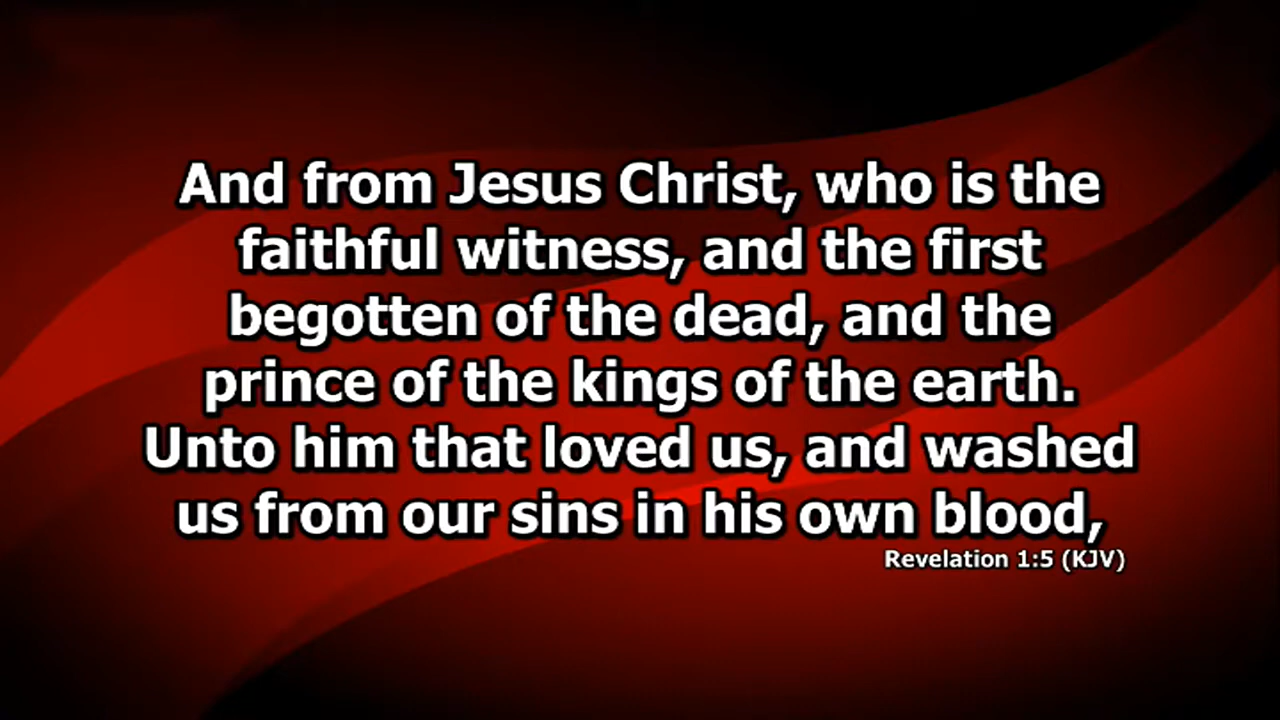 And from Jesus Christ, who is the
faithful witness, and the first
begotten of the dead, and the
prince of the kings of the earth.
Unto him that loved us, and washed
us from our sins in his own blood,
Revelation 1:5 (KJV)